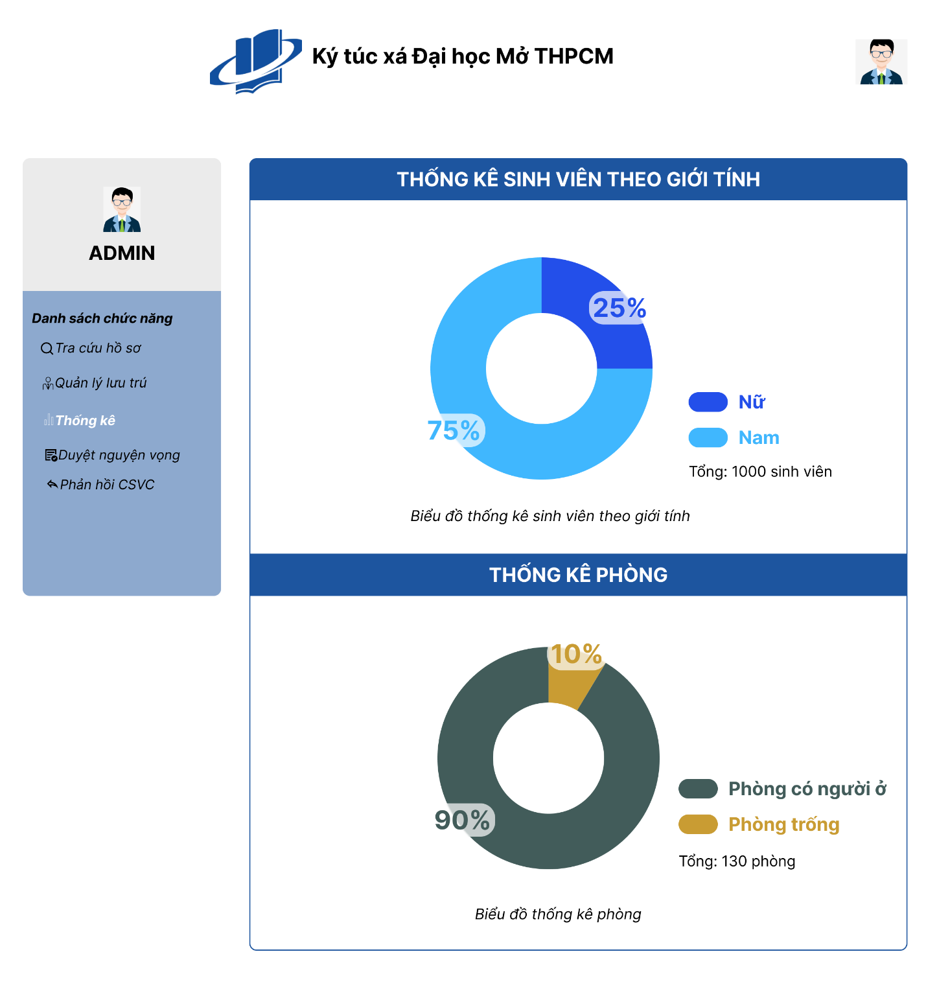 Ký túc xá Đại học Mở THPCM
ADMIN
Danh sách chức năng
Tra cứu hồ sơ
Quản lý lưu trú
Thống kê
Duyệt nguyện vọng
Phản hồi CSVC
THỐNG KÊ SINH VIÊN THEO GIỚI TÍNH
25%
75%
Nữ
Nam
Tổng: 1000 sinh viên
Biểu đồ thống kê sinh viên theo giới tính
THỐNG KÊ PHÒNG
10%
90%
Phòng có người ở
Phòng trống
Tổng: 130 phòng
Biểu đồ thống kê phòng